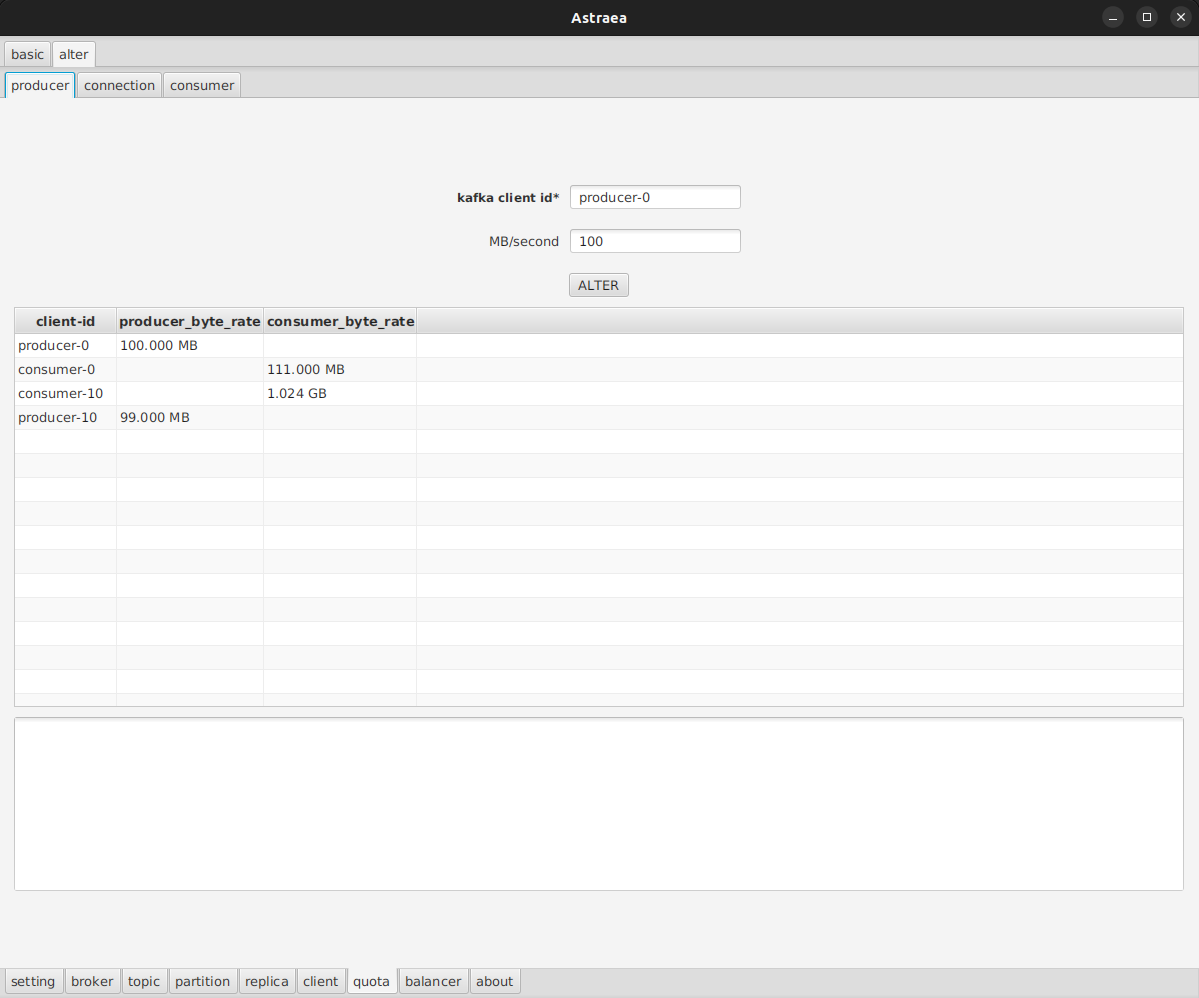 Astraea
basic alter
producer connection consumer
kafka client id* producer-0
MB/second 100
ALTER
client-id producer_byte_rate consumer_byte_rate
producer-0 100.000 MB
consumer-0 111.000 MB
consumer-10 1.024 GB
producer-10 99.000 MB
setting broker topic partition replica client quota balancer about